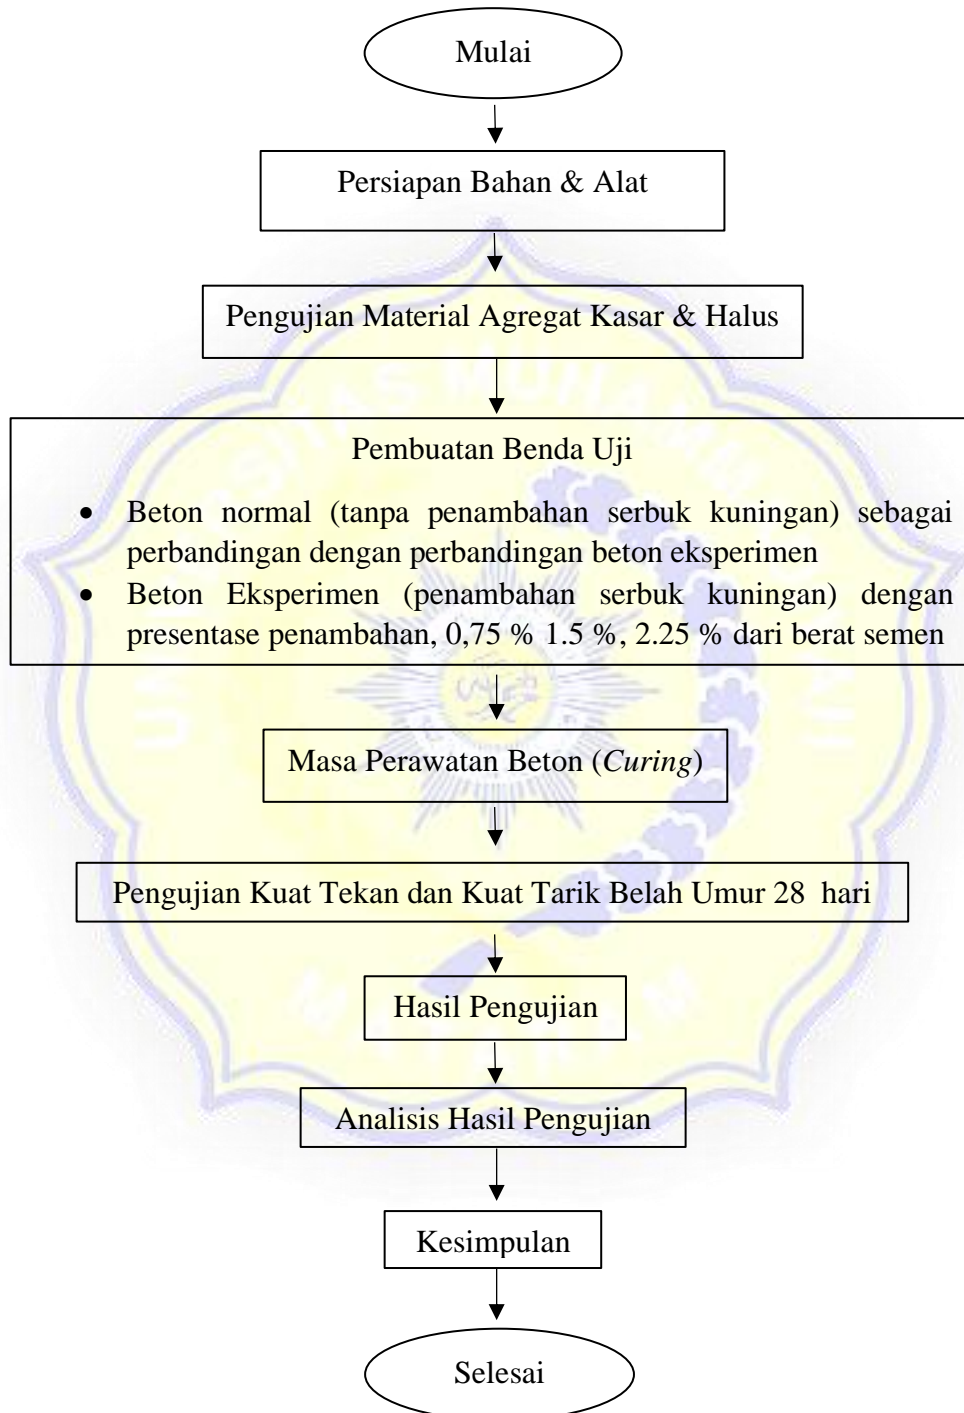 Mulai
Persiapan Bahan & Alat
Pengujian Material Agregat Kasar & Halus
Pembuatan Benda Uji
• Beton normal (tanpa penambahan serbuk kuningan) sebagai
perbandingan dengan perbandingan beton eksperimen
• Beton Eksperimen (penambahan serbuk kuningan) dengan
presentase penambahan, 0,75 % 1.5 %, 2.25 % dari berat semen
Masa Perawatan Beton (Curing)
Pengujian Kuat Tekan dan Kuat Tarik Belah Umur 28 hari
Hasil Pengujian
Analisis Hasil Pengujian
Kesimpulan
Selesai